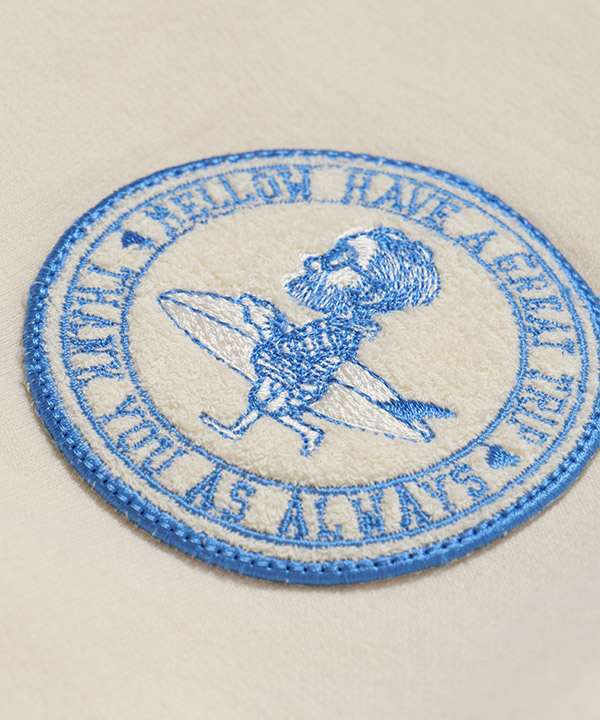 MELLOW HAVE A GREAT TRIP
THANK YOU AS ALWAYS